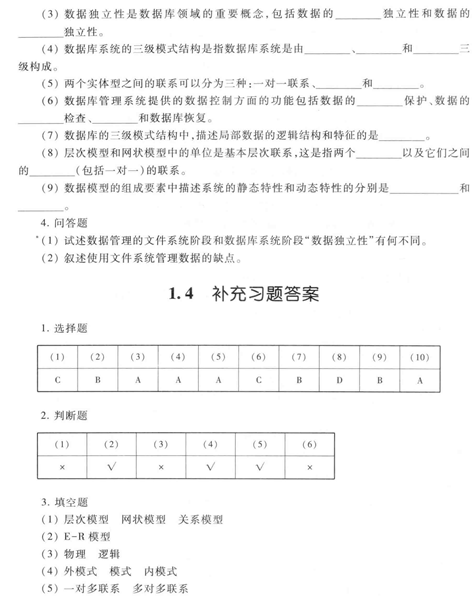 (3) 数据独立性是数据库领域的重要概念,包括数据的________独立性和数据的
________独立性。
(4) 数据库系统的三级模式结构是指数据库系统是由________、________和________三
级构成。
(5) 两个实体型之间的联系可以分为三种:一对一联系、________和________。
(6) 数据库管理系统提供的数据控制方面的功能包括数据的________保护、数据的
________检查、________和数据库恢复。
(7) 数据库的三级模式结构中,描述局部数据的逻辑结构和特征的是________。
(8) 层次模型和网状模型中的单位是基本层次联系,这是指两个________以及它们之间
的________(包括一对一)的联系。
(9) 数据模型的组成要素中描述系统的静态特性和动态特性的分别是________和
________。
4. 问答题
*(1) 试述数据管理的文件系统阶段和数据库系统阶段“数据独立性”有何不同。
(2) 叙述使用文件系统管理数据的缺点。
1.4 补充习题答案
1. 选择题
(1) (2) (3) (4) (5) (6) (7) (8) (9) (10)
C B A A A C B D B A
2. 判断题
(1) (2) (3) (4) (5) (6)
× √ × √ √ ×
3. 填空题
(1) 层次模型 网状模型 关系模型
(2) E-R 模型
(3) 物理 逻辑
(4) 外模式 模式 内模式
(5) 一对多联系 多对多联系